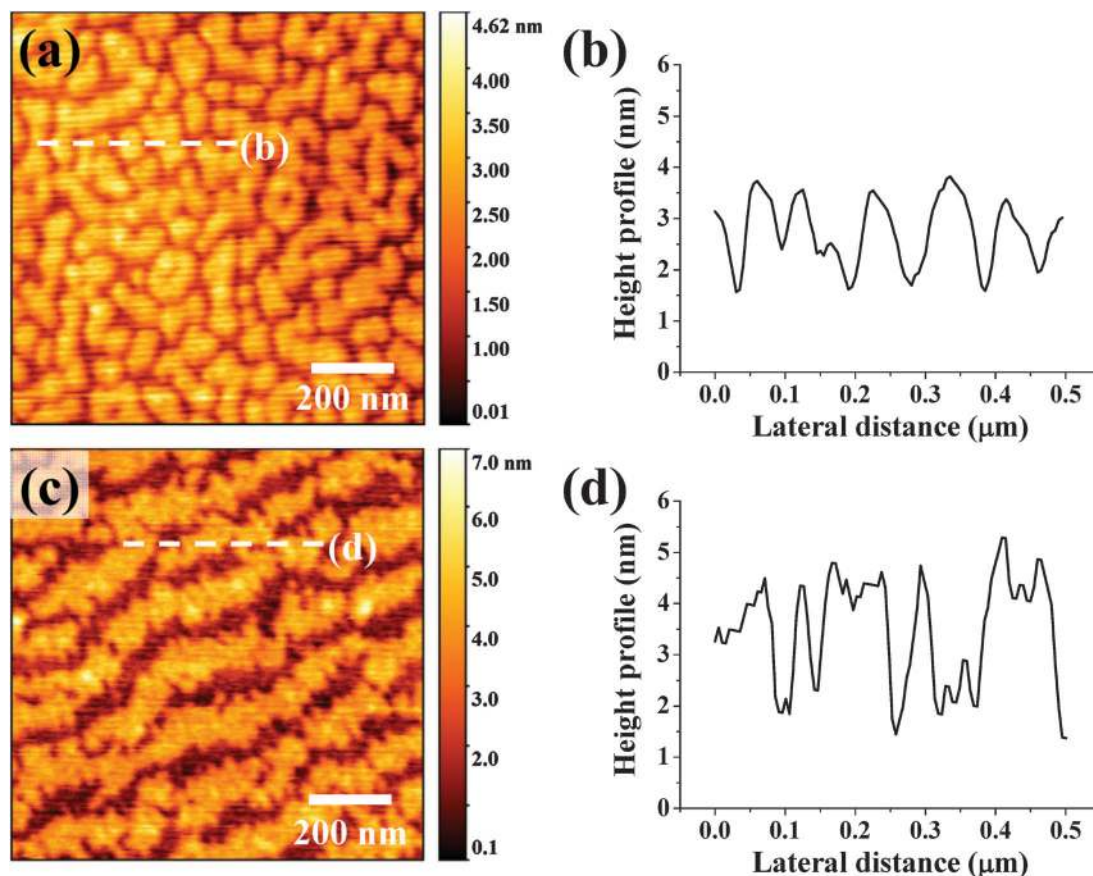 (a)
(b)
200 nm
4.62 nm
4.00
3.50
3.00
2.50
2.00
1.00
0.01
(b)
Height profile (nm)
6
5
4
3
2
1
0
0.0 0.1 0.2 0.3 0.4 0.5
Lateral distance (μm)
(c)
(d)
200 nm
7.0 nm
6.0
5.0
4.0
3.0
2.0
0.1
(d)
Height profile (nm)
6
5
4
3
2
1
0
0.0 0.1 0.2 0.3 0.4 0.5
Lateral distance (μm)